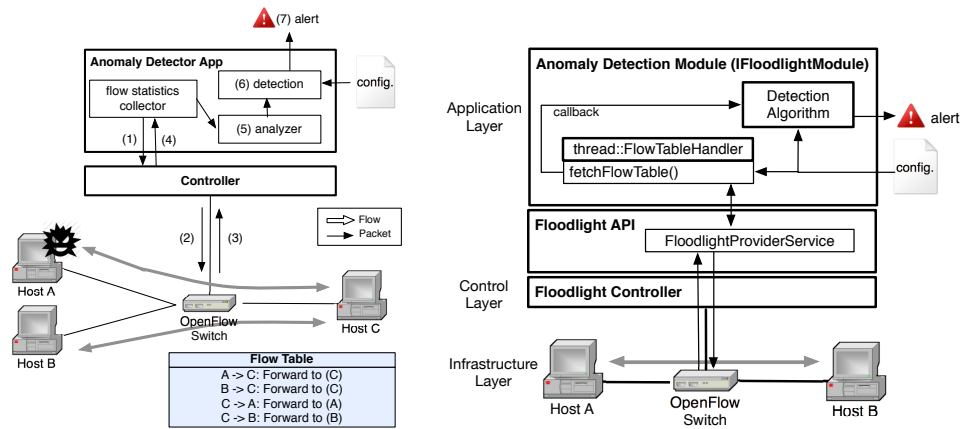 (7) alert
Anomaly Detector App
flow statistics
collector
(6) detection
config.
(5) analyzer
(1)
(4)
Controller
(2)
(3)
Flow
Packet
Host A
Host B
OpenFlow
Switch
Host C
Flow Table
A -> C: Forward to (C)
B -> C: Forward to (C)
C -> A: Forward to (A)
C -> B: Forward to (B)
Anomaly Detection Module (IFloodlightModule)
Application
Layer
callback
Detection
Algorithm
alert
thread::FlowTableHandler
fetchFlowTable()
config.
Floodlight API
FloodlightProviderService
Control
Layer
Floodlight Controller
Infrastructure
Layer
Host A
OpenFlow
Switch
Host B